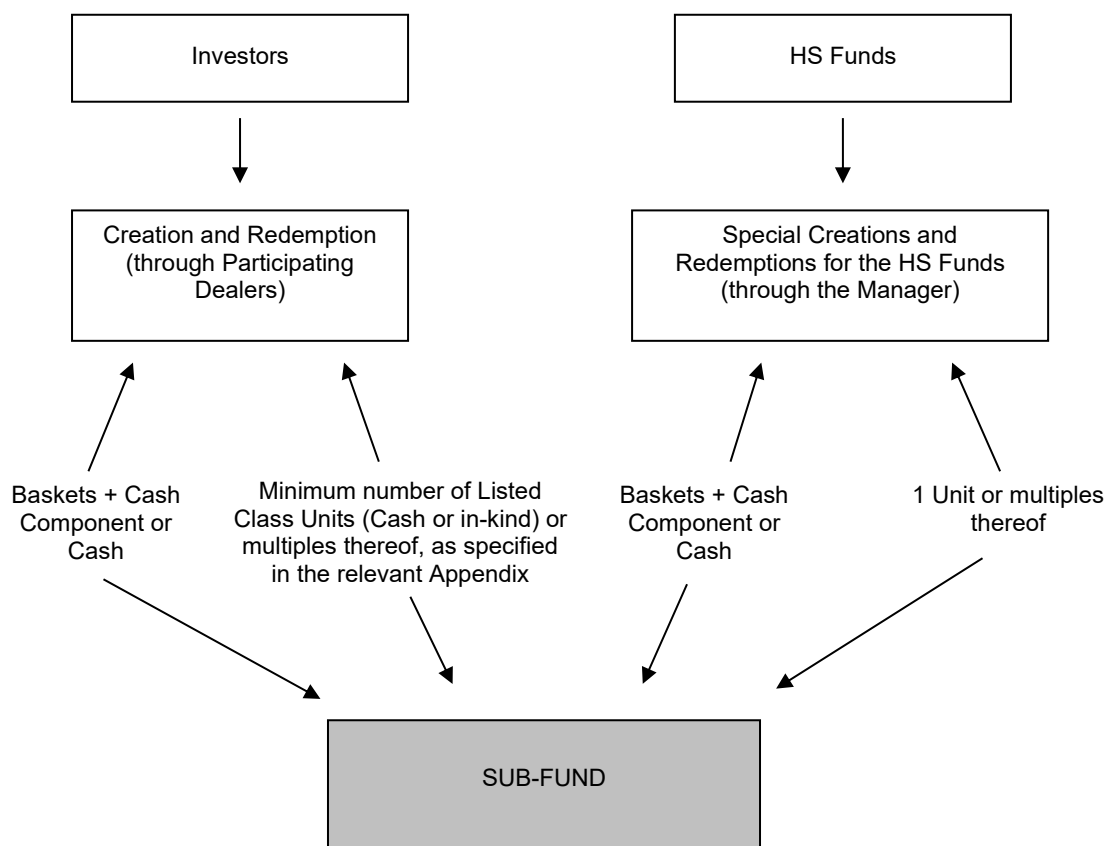 Investors
HS Funds
Creation and Redemption
(through Participating
Dealers)
Special Creations and
Redemptions for the HS Funds
(through the Manager)
Baskets + Cash
Component or
Cash
Minimum number of Listed
Class Units (Cash or in-kind) or
multiples thereof, as specified
in the relevant Appendix
Baskets + Cash
Component or
Cash
1 Unit or multiples
thereof
SUB-FUND